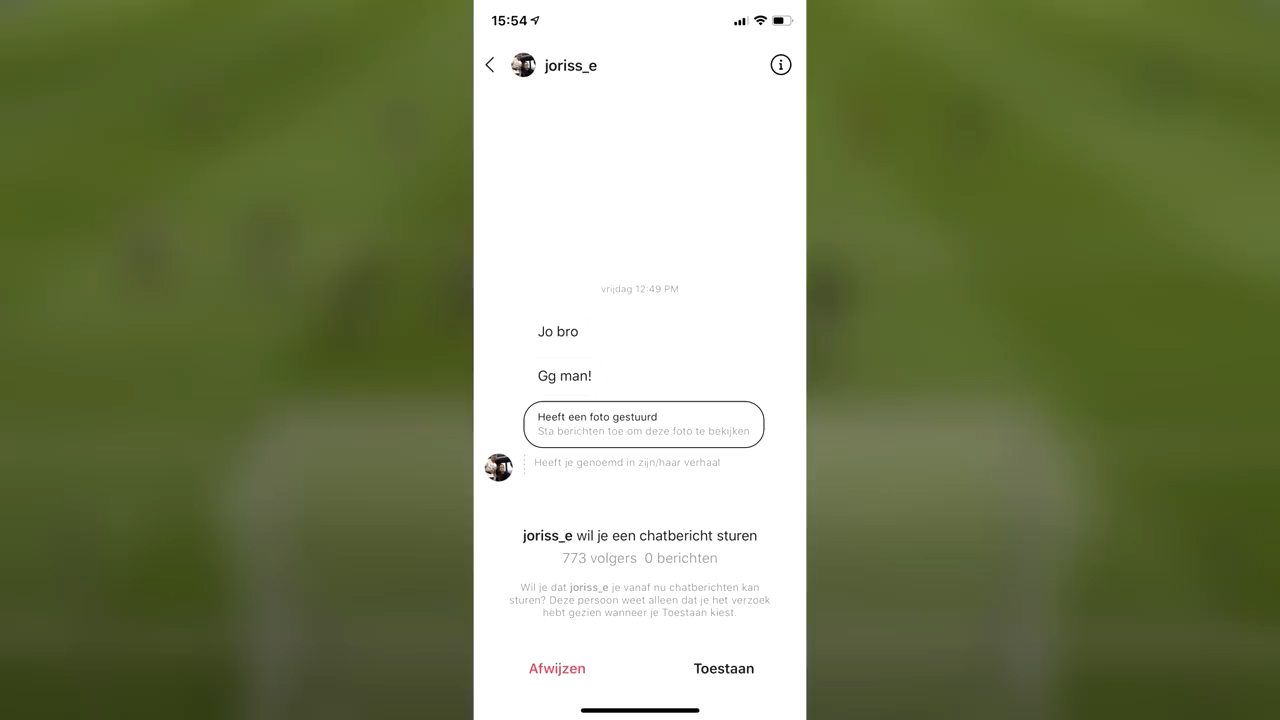 15:54
joriss_e
vrijdag 12:49 PM
Jo bro
Gg man!
Heeft een foto gestuurd
Sta berichten toe om deze foto te bekijken
Heeft je genoemd in zijn/haar verhaal
joriss_e wil je een chatbericht sturen
773 volgers 0 berichten
Wil je dat joriss_e je vanaf nu chatberichten kan
sturen? Deze persoon weet alleen dat je het verzoek
hebt gezien wanneer je Toestaan kiest.
Afwijzen Toestaan